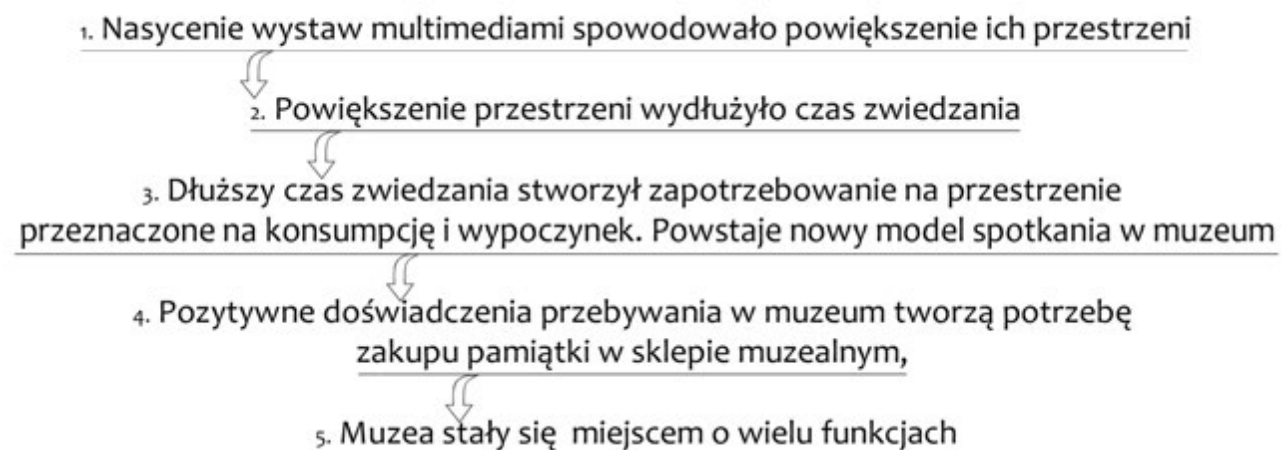 1. Nasycenie wystaw multimediami spowodowało powiększenie ich przestrzeni
2. Powiększenie przestrzeni wydłużyło czas zwiedzania
3. Dłuższy czas zwiedzania stworzył zapotrzebowanie na przestrzenie
przeznaczone na konsumpcję i wypoczynek. Powstaje nowy model spotkania w muzeum
4. Pozytywne doświadczenia przebywania w muzeum tworzą potrzebę
zakupu pamiątki w sklepie muzealnym,
5. Muzea stały się miejscem o wielu funkcjach